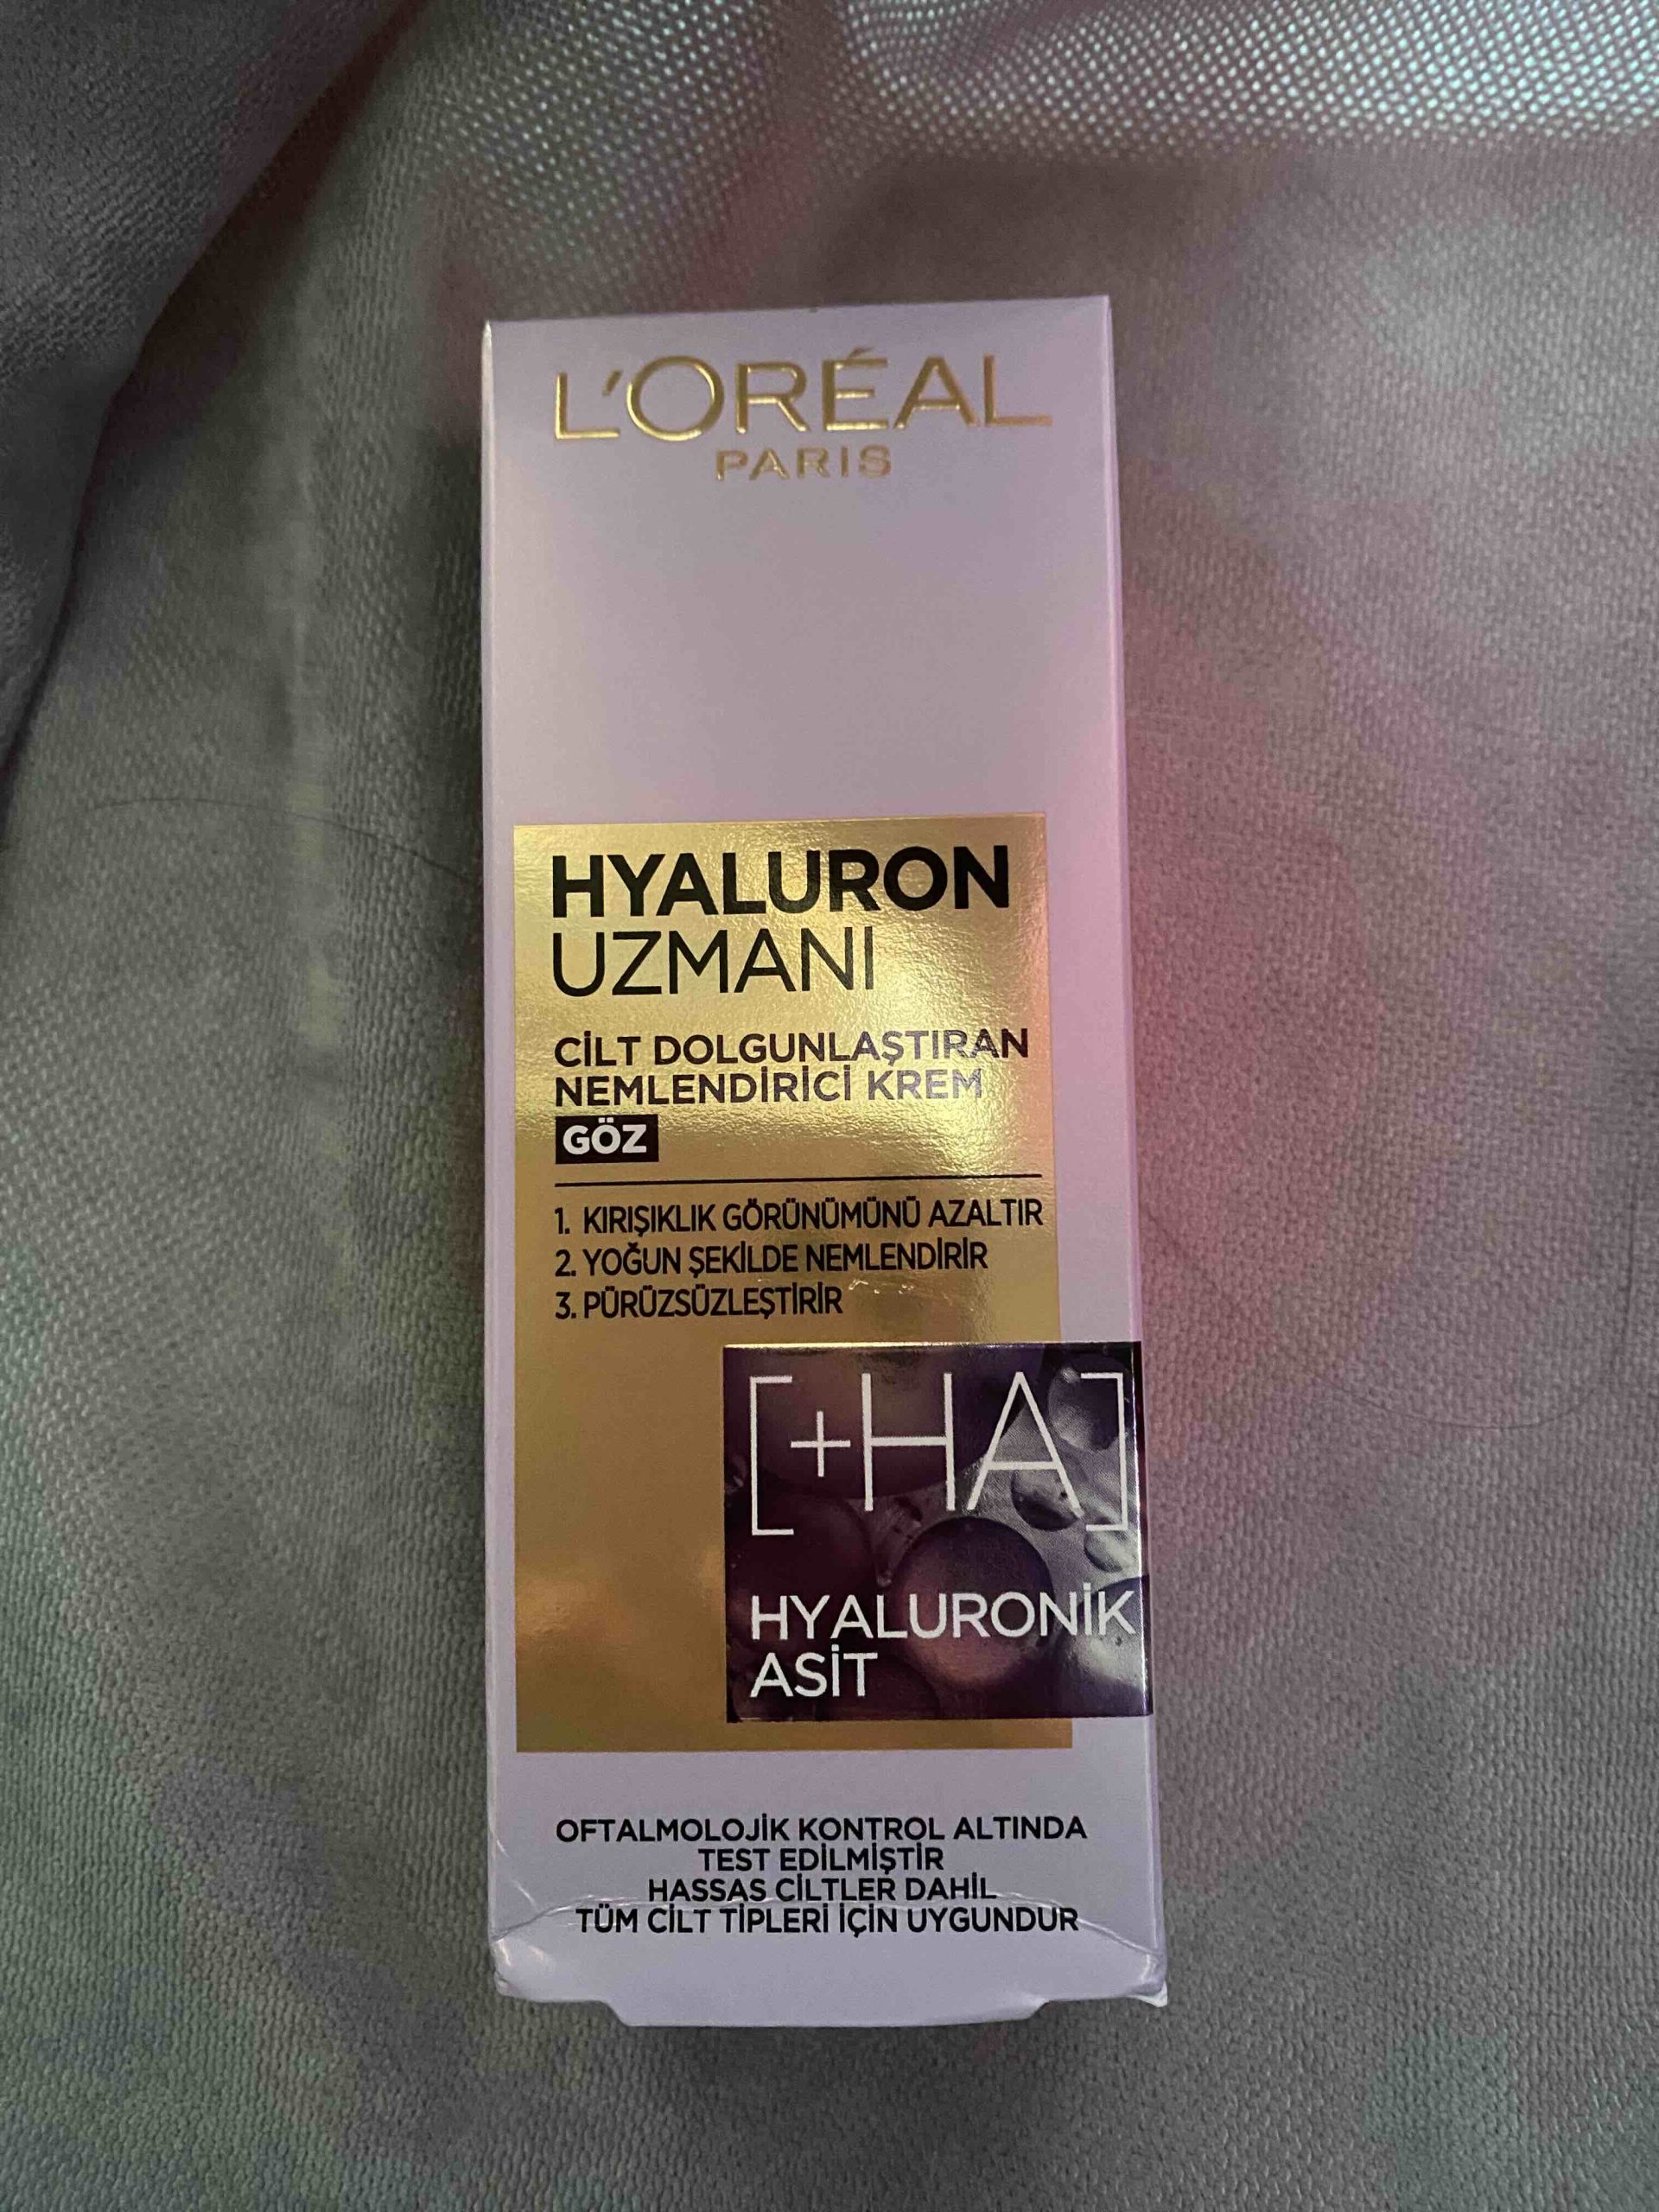 L'ORÉAL
PARIS
HYALURON
UZMANI
CİLT DOLGUNLAŞTIRAN
NEMLENDİRİCİ KREM
GÖZ
1. KIRIŞIKLIK GÖRÜNÜMÜNÜ AZALTIR
2. YOĞUN ŞEKİLDE NEMLENDİRİR
3. PÜRÜZSÜZLEŞTİRİR
[+HA]
HYALURONİK
ASİT
OFTALMOLOJİK KONTROL ALTINDA
TEST EDİLMİŞTİR
HASSAS CİLTLER DAHİL
TÜM CİLT TİPLERİ İÇİN UYGUNDUR